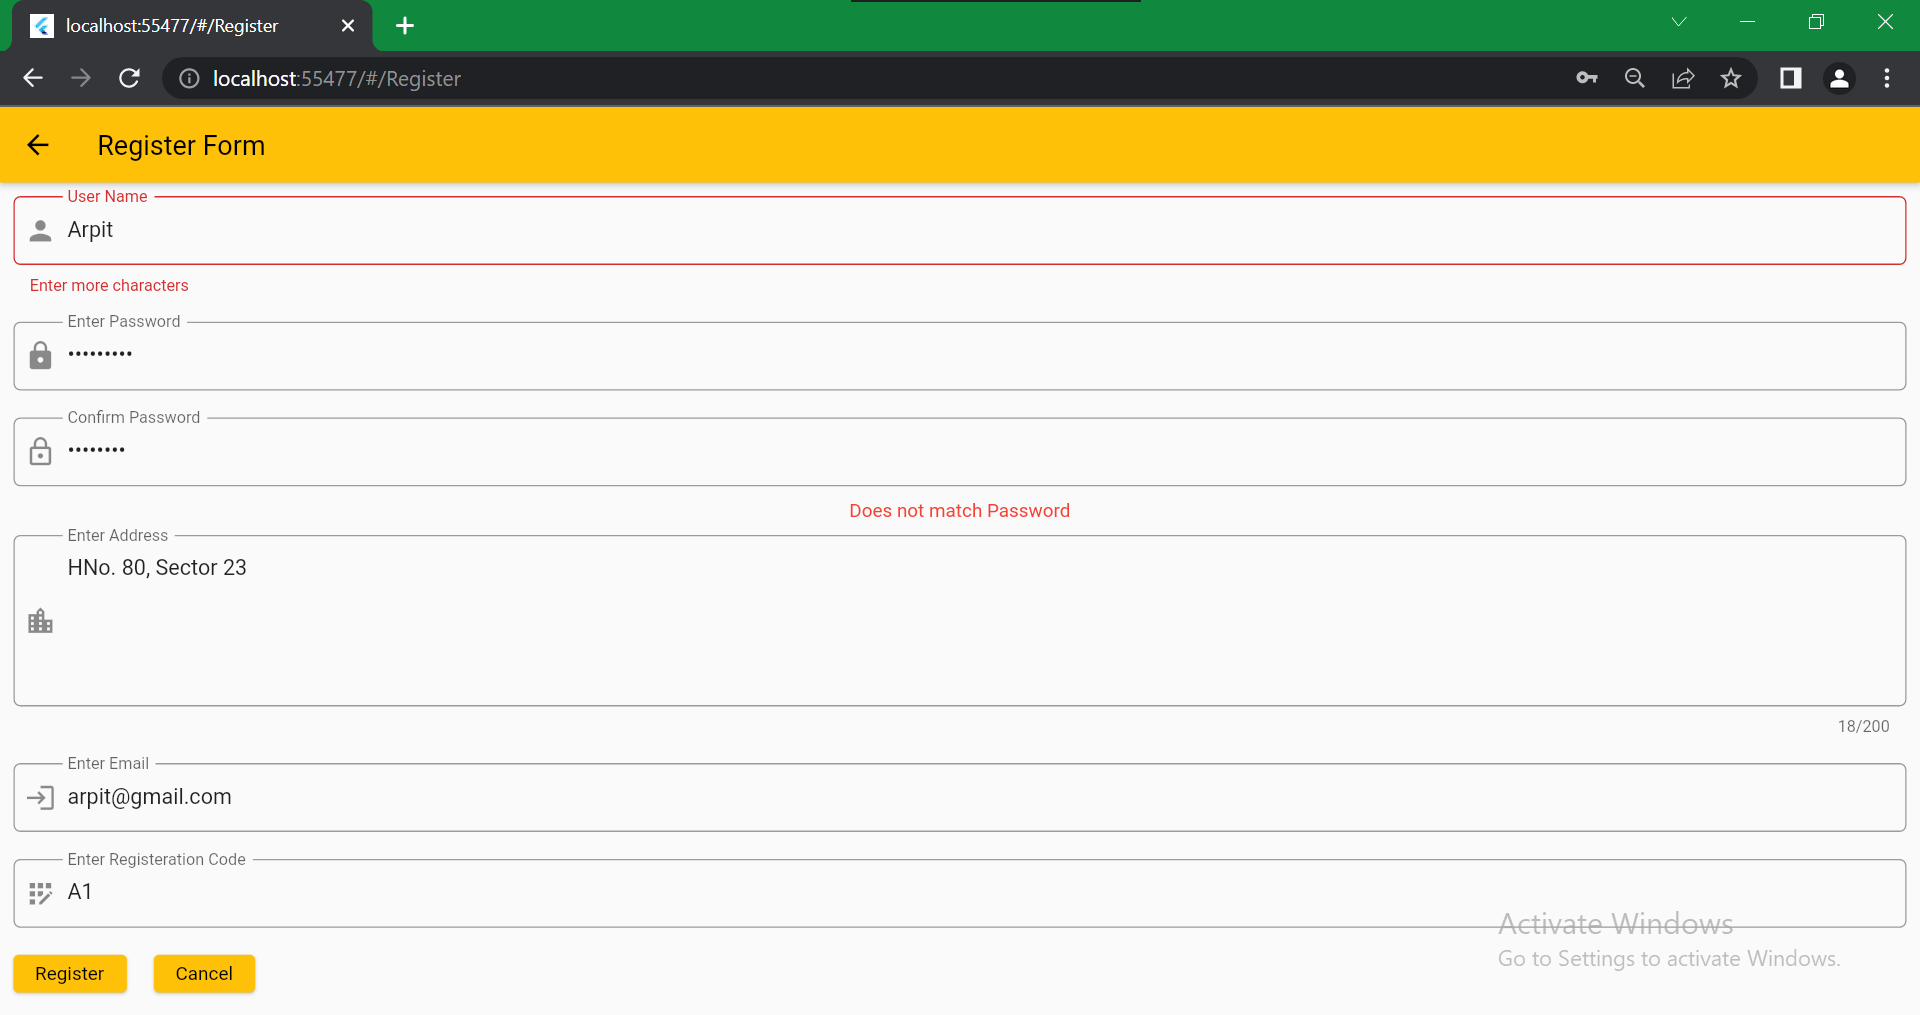 localhost:55477/#/Register
localhost:55477/#/Register
Register Form
User Name
Arpit
Enter more characters
Enter Password
•••••••••
Confirm Password
••••••••
Does not match Password
Enter Address
HNo. 80, Sector 23
18/200
Enter Email
arpit@gmail.com
Enter Registeration Code
A1
Activate Windows
Go to Settings to activate Windows.
Register Cancel